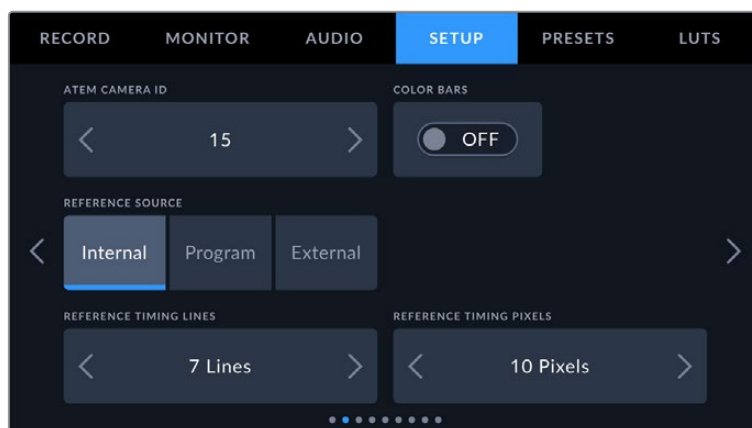 RECORD MONITOR AUDIO SETUP PRESETS LUTS
ATEM CAMERA ID COLOR BARS
15 OFF
REFERENCE SOURCE
Internal Program External
REFERENCE TIMING LINES REFERENCE TIMING PIXELS
7 Lines 10 Pixels